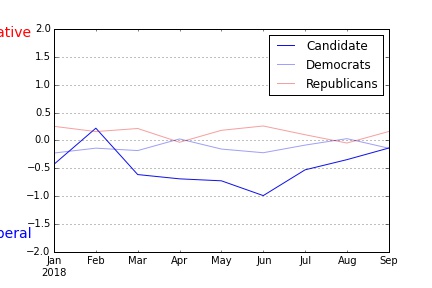 ative
peral
2.0
1.5
1.0
0.5
0.0
−0.5
−1.0
−1.5
−2.0
Candidate
Democrats
Republicans
Jan Feb Mar Apr May Jun Jul Aug Sep
2018